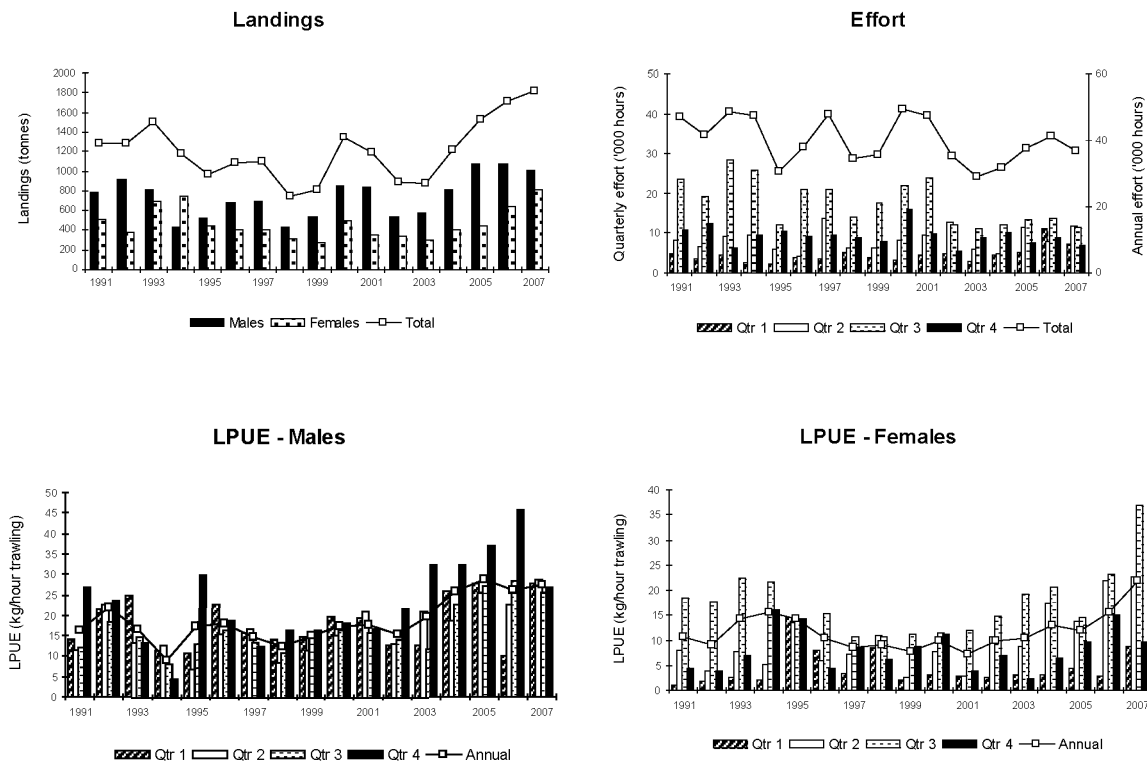 Landings
Landings (tonnes)
2000
1800
1600
1400
1200
1000
800
600
400
200
0
1991 1993 1995 1997 1999 2001 2003 2005 2007
Males Females Total
Effort
Quarterly effort ('000 hours)
50
40
30
20
10
0
60
40
20
0
Annual effort ('000 hours)
1991 1993 1995 1997 1999 2001 2003 2005 2007
Qtr 1 Qtr 2 Qtr 3 Qtr 4 Total
LPUE - Males
LPUE (kg/hour trawling)
50
45
40
35
30
25
20
15
10
5
0
1991 1993 1995 1997 1999 2001 2003 2005 2007
Qtr 1 Qtr 2 Qtr 3 Qtr 4 Annual
LPUE - Females
LPUE (kg/hour trawling)
40
35
30
25
20
15
10
5
0
1991 1993 1995 1997 1999 2001 2003 2005 2007
Qtr 1 Qtr 2 Qtr 3 Qtr 4 Annual